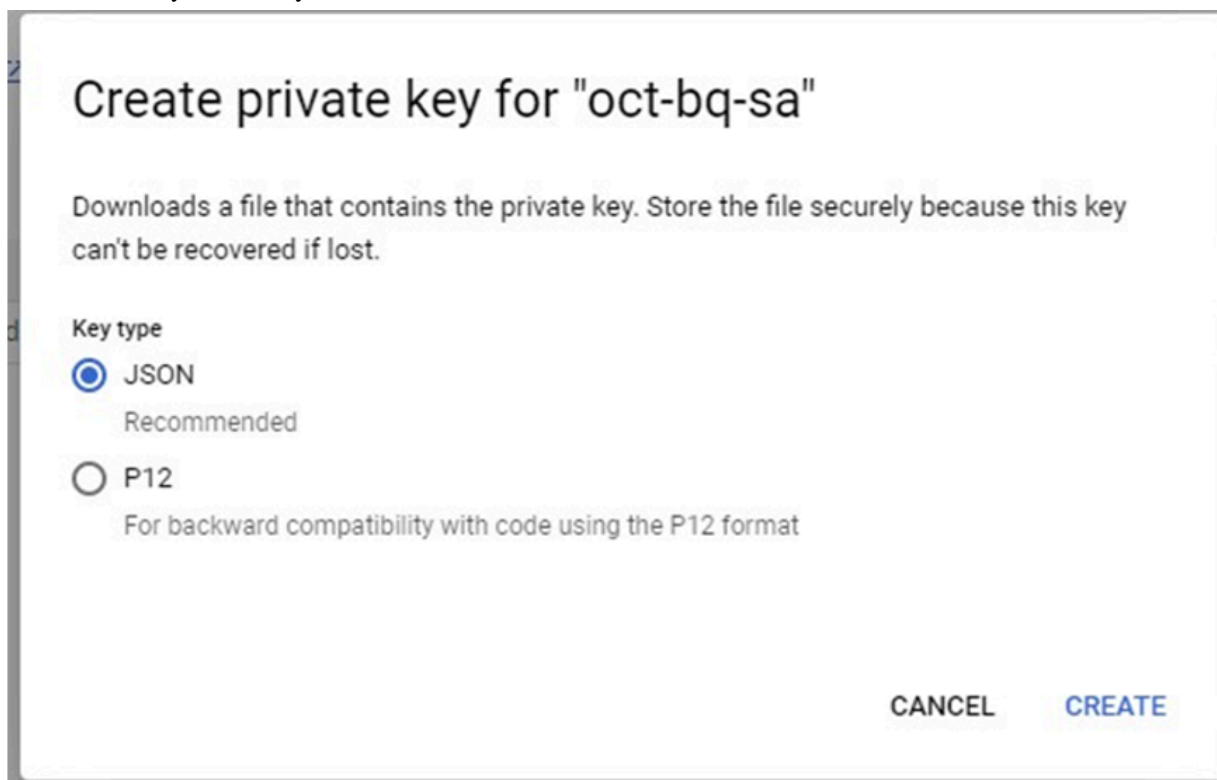 Create private key for "oct-bq-sa"
Downloads a file that contains the private key. Store the file securely because this key
can't be recovered if lost.
Key type
JSON
Recommended
P12
For backward compatibility with code using the P12 format
CANCEL CREATE